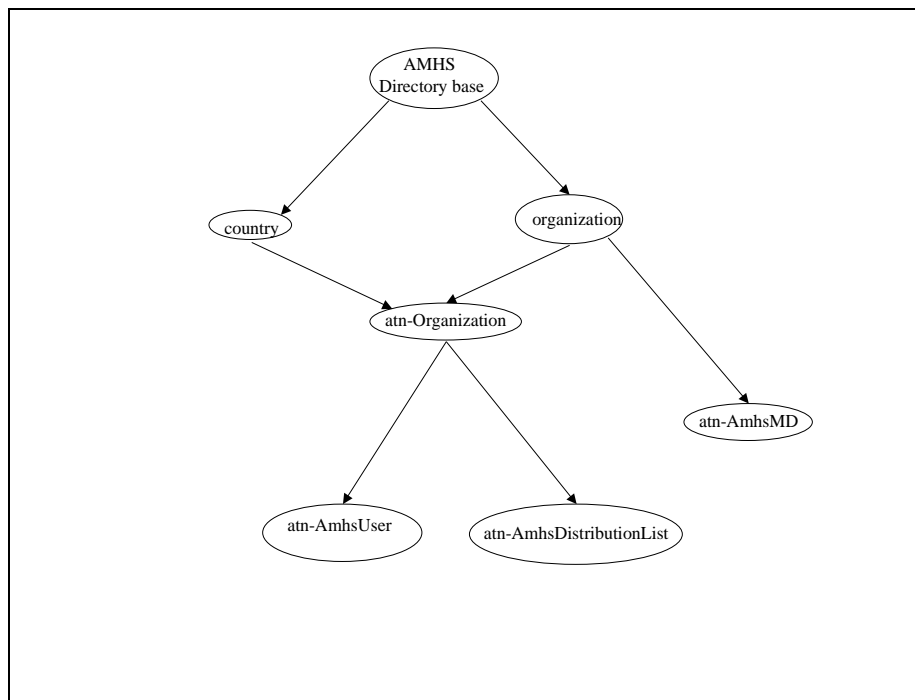 AMHS
Directory base
country
organization
atn-Organization
atn-AmhsMD
atn-AmhsUser
atn-AmhsDistributionList